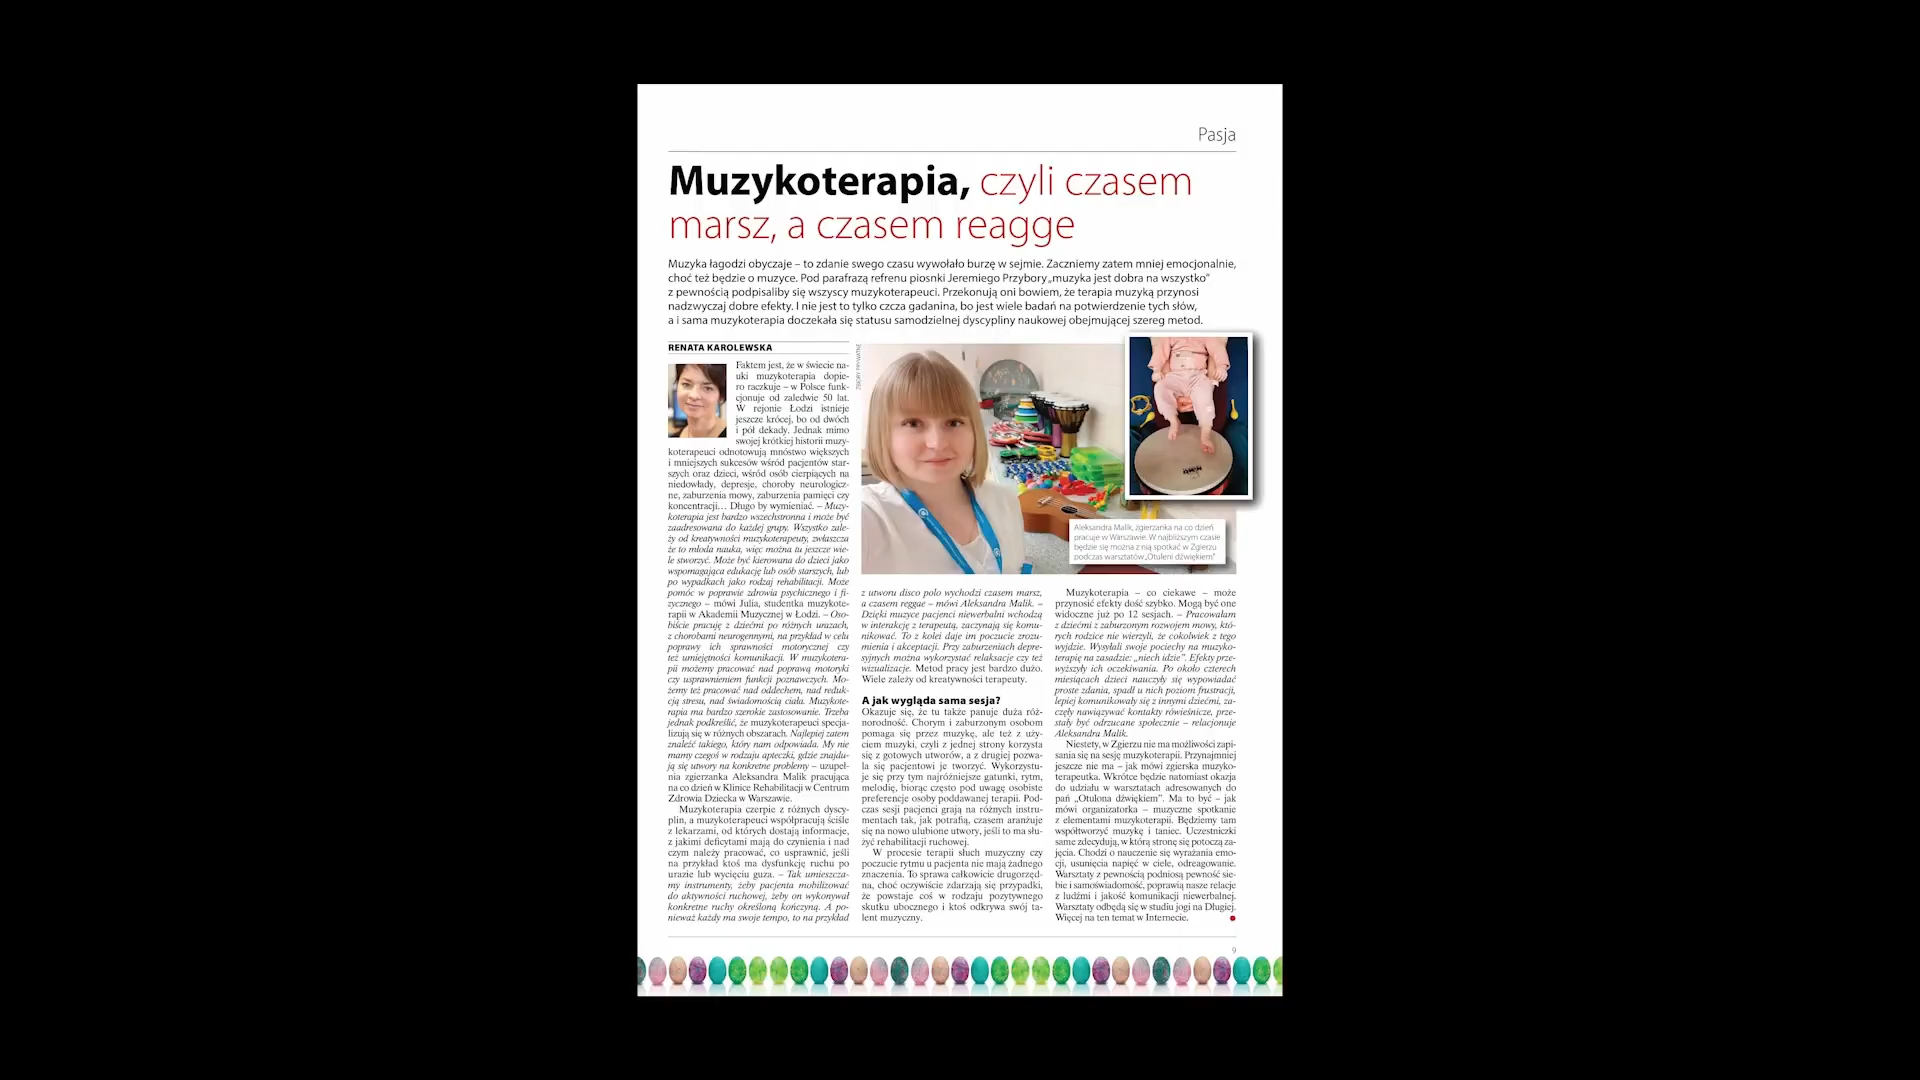 Pasja
Muzykoterapia, czyli czasem
marsz, a czasem reagge
Muzyka łagodzi obyczaje – to zdanie swego czasu wywołało burzę w sejmie. Zaczniemy zatem mniej emocjonalnie,
choć też będzie o muzyce. Pod parafrazą refrenu piosnki Jeremiego Przybory „muzyka jest dobra na wszystko”
z pewnością podpisaliby się wszyscy muzykoterapeuci. Przekonują oni bowiem, że terapia muzyką przynosi
nadzwyczaj dobre efekty. I nie jest to tylko czcza gadanina, bo jest wiele badań na potwierdzenie tych słów,
a i sama muzykoterapia doczekała się statusu samodzielnej dyscypliny naukowej obejmującej szereg metod.
RENATA KAROLEWSKA
Faktem jest, że w świecie na-
uki muzykoterapia dopie-
ro raczkuje – w Polsce funk-
cjonuje od zaledwie 50 lat.
W rejonie Łodzi istnieje
jeszcze krócej, bo od dwóch
i pół dekady. Jednak mimo
swojej krótkiej historii muzy-
koterapeuci odnotowują mnóstwo większych
i mniejszych sukcesów wśród pacjentów star-
szych oraz dzieci, wśród osób cierpiących na
niedowłady, depresje, choroby neurologicz-
ne, zaburzenia mowy, zaburzenia pamięci czy
koncentracji… Długo by wymieniać. – Muzy-
koterapia jest bardzo wszechstronna i może być
zaadresowana do każdej grupy. Wszystko zale-
ży od kreatywności muzykoterapeuty, zwłaszcza
że to młoda nauka, więc można tu jeszcze wie-
le stworzyć. Może być kierowana do dzieci jako
wspomagająca edukację lub osób starszych, lub
po wypadkach jako rodzaj rehabilitacji. Może
pomóc w poprawie zdrowia psychicznego i fi-
zycznego – mówi Julia, studentka muzykote-
rapii w Akademii Muzycznej w Łodzi. – Oso-
biście pracuję z dziećmi po różnych urazach,
z chorobami neurogennymi, na przykład w celu
poprawy ich sprawności motorycznej czy
też umiejętności komunikacji. W muzykotera-
pii możemy pracować nad poprawą motoryki
czy usprawnieniem funkcji poznawczych. Mo-
żemy też pracować nad oddechem, nad reduk-
cją stresu, nad świadomością ciała. Muzykote-
rapia ma bardzo szerokie zastosowanie. Trzeba
jednak podkreślić, że muzykoterapeuci specja-
lizują się w różnych obszarach. Najlepiej zatem
znaleźć takiego, który nam odpowiada. My nie
mamy czegoś w rodzaju apteczki, gdzie znajdu-
ją się utwory na konkretne problemy – uzupeł-
nia zgierzanka Aleksandra Malik pracująca
na co dzień w Klinice Rehabilitacji w Centrum
Zdrowia Dziecka w Warszawie.
Muzykoterapia czerpie z różnych dyscy-
plin, a muzykoterapeuci współpracują ściśle
z lekarzami, od których dostają informacje,
z jakimi deficytami mają do czynienia i nad
czym należy pracować, co usprawnić, jeśli
na przykład ktoś ma dysfunkcję ruchu po
urazie lub wycięciu guza. – Tak umieszcza-
my instrumenty, żeby pacjenta mobilizować
do aktywności ruchowej, żeby on wykonywał
konkretne ruchy określoną kończyną. A po-
nieważ każdy ma swoje tempo, to na przykład
ZBIORY PRYWATNE
Aleksandra Malik, zgierzanka na co dzień
pracuje w Warszawie. W najbliższym czasie
będzie się można z nią spotkać w Zgierzu
podczas warsztatów „Otuleni dźwiękiem”
z utworu disco polo wychodzi czasem marsz,
a czasem reggae – mówi Aleksandra Malik. –
Dzięki muzyce pacjenci niewerbalni wchodzą
w interakcję z terapeutą, zaczynają się komu-
nikować. To z kolei daje im poczucie zrozu-
mienia i akceptacji. Przy zaburzeniach depre-
syjnych można wykorzystać relaksacje czy też
wizualizacje. Metod pracy jest bardzo dużo.
Wiele zależy od kreatywności terapeuty.
A jak wygląda sama sesja?
Okazuje się, że tu także panuje duża róż-
norodność. Chorym i zaburzonym osobom
pomaga się przez muzykę, ale też z uży-
ciem muzyki, czyli z jednej strony korzysta
się z gotowych utworów, a z drugiej pozwa-
la się pacjentowi je tworzyć. Wykorzystu-
je się przy tym najróżniejsze gatunki, rytm,
melodię, biorąc często pod uwagę osobiste
preferencje osoby poddawanej terapii. Pod-
czas sesji pacjenci grają na różnych instru-
mentach tak, jak potrafią, czasem aranżuje
się na nowo ulubione utwory, jeśli to ma słu-
żyć rehabilitacji ruchowej.
W procesie terapii słuch muzyczny czy
poczucie rytmu u pacjenta nie mają żadnego
znaczenia. To sprawa całkowicie drugorzęd-
na, choć oczywiście zdarzają się przypadki,
że powstaje coś w rodzaju pozytywnego
skutku ubocznego i ktoś odkrywa swój ta-
lent muzyczny.
Muzykoterapia – co ciekawe – może
przynosić efekty dość szybko. Mogą być one
widoczne już po 12 sesjach. – Pracowałam
z dziećmi z zaburzonym rozwojem mowy, któ-
rych rodzice nie wierzyli, że cokolwiek z tego
wyjdzie. Wysyłali swoje pociechy na muzyko-
terapię na zasadzie: „niech idzie”. Efekty prze-
wyższyły ich oczekiwania. Po około czterech
miesiącach dzieci nauczyły się wypowiadać
proste zdania, spadł u nich poziom frustracji,
lepiej komunikowały się z innymi dziećmi, za-
częły nawiązywać kontakty rówieśnicze, prze-
stały być odrzucane społecznie – relacjonuje
Aleksandra Malik.
Niestety, w Zgierzu nie ma możliwości zapi-
sania się na sesję muzykoterapii. Przynajmniej
jeszcze nie ma – jak mówi zgierska muzyko-
terapeutka. Wkrótce będzie natomiast okazja
do udziału w warsztatach adresowanych do
pań „Otulona dźwiękiem”. Ma to być – jak
mówi organizatorka – muzyczne spotkanie
z elementami muzykoterapii. Będziemy tam
współtworzyć muzykę i taniec. Uczestniczki
same zdecydują, w którą stronę się potoczą za-
jęcia. Chodzi o nauczenie się wyrażania emo-
cji, usunięcia napięć w ciele, odreagowanie.
Warsztaty z pewnością podniosą pewność sie-
bie i samoświadomość, poprawią nasze relacje
z ludźmi i jakość komunikacji niewerbalnej.
Warsztaty odbędą się w studiu jogi na Długiej.
Więcej na ten temat w Internecie.
9